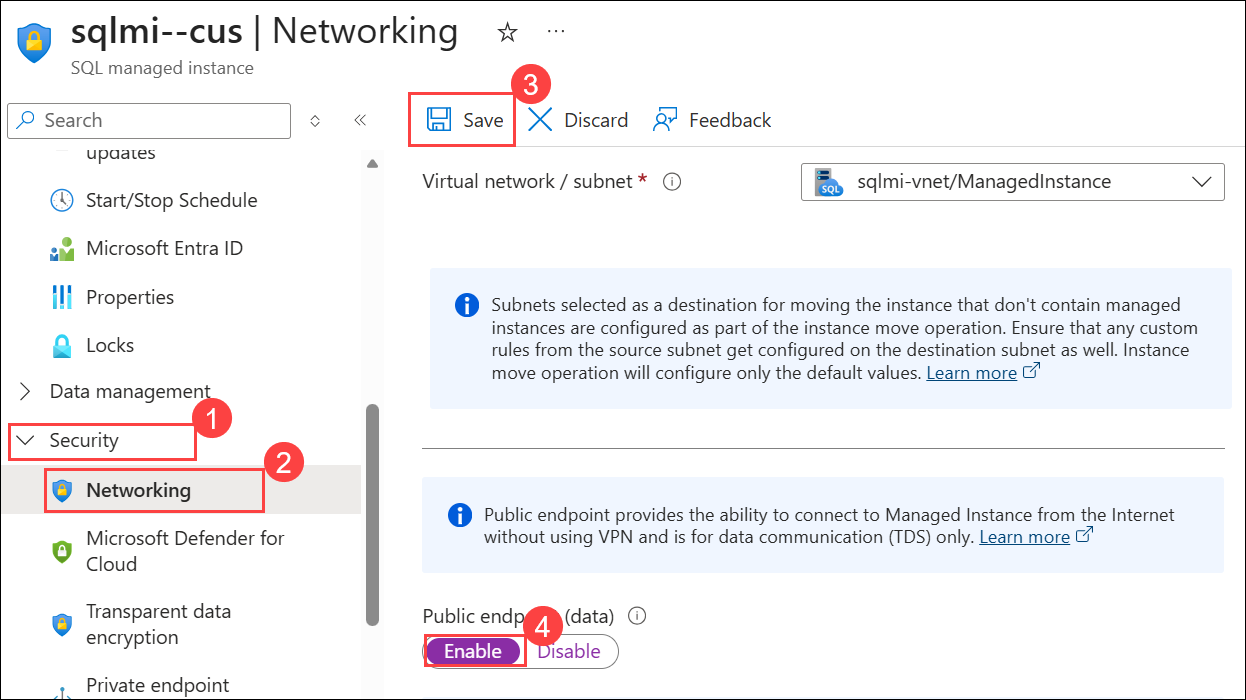 sqlmi--cus | Networking
SQL managed instance
Search
updates
Start/Stop Schedule
Microsoft Entra ID
Properties
Locks
Data management
1
Security
2
Networking
Microsoft Defender for
Cloud
Transparent data
encryption
Private endpoint
3
Save Discard Feedback
Virtual network / subnet *
SQL
sqlmi-vnet/ManagedInstance
Subnets selected as a destination for moving the instance that don't contain managed
instances are configured as part of the instance move operation. Ensure that any custom
rules from the source subnet get configured on the destination subnet as well. Instance
move operation will configure only the default values. Learn more
Public endpoint provides the ability to connect to Managed Instance from the Internet
without using VPN and is for data communication (TDS) only. Learn more
Public endp (data)
4
Enable Disable